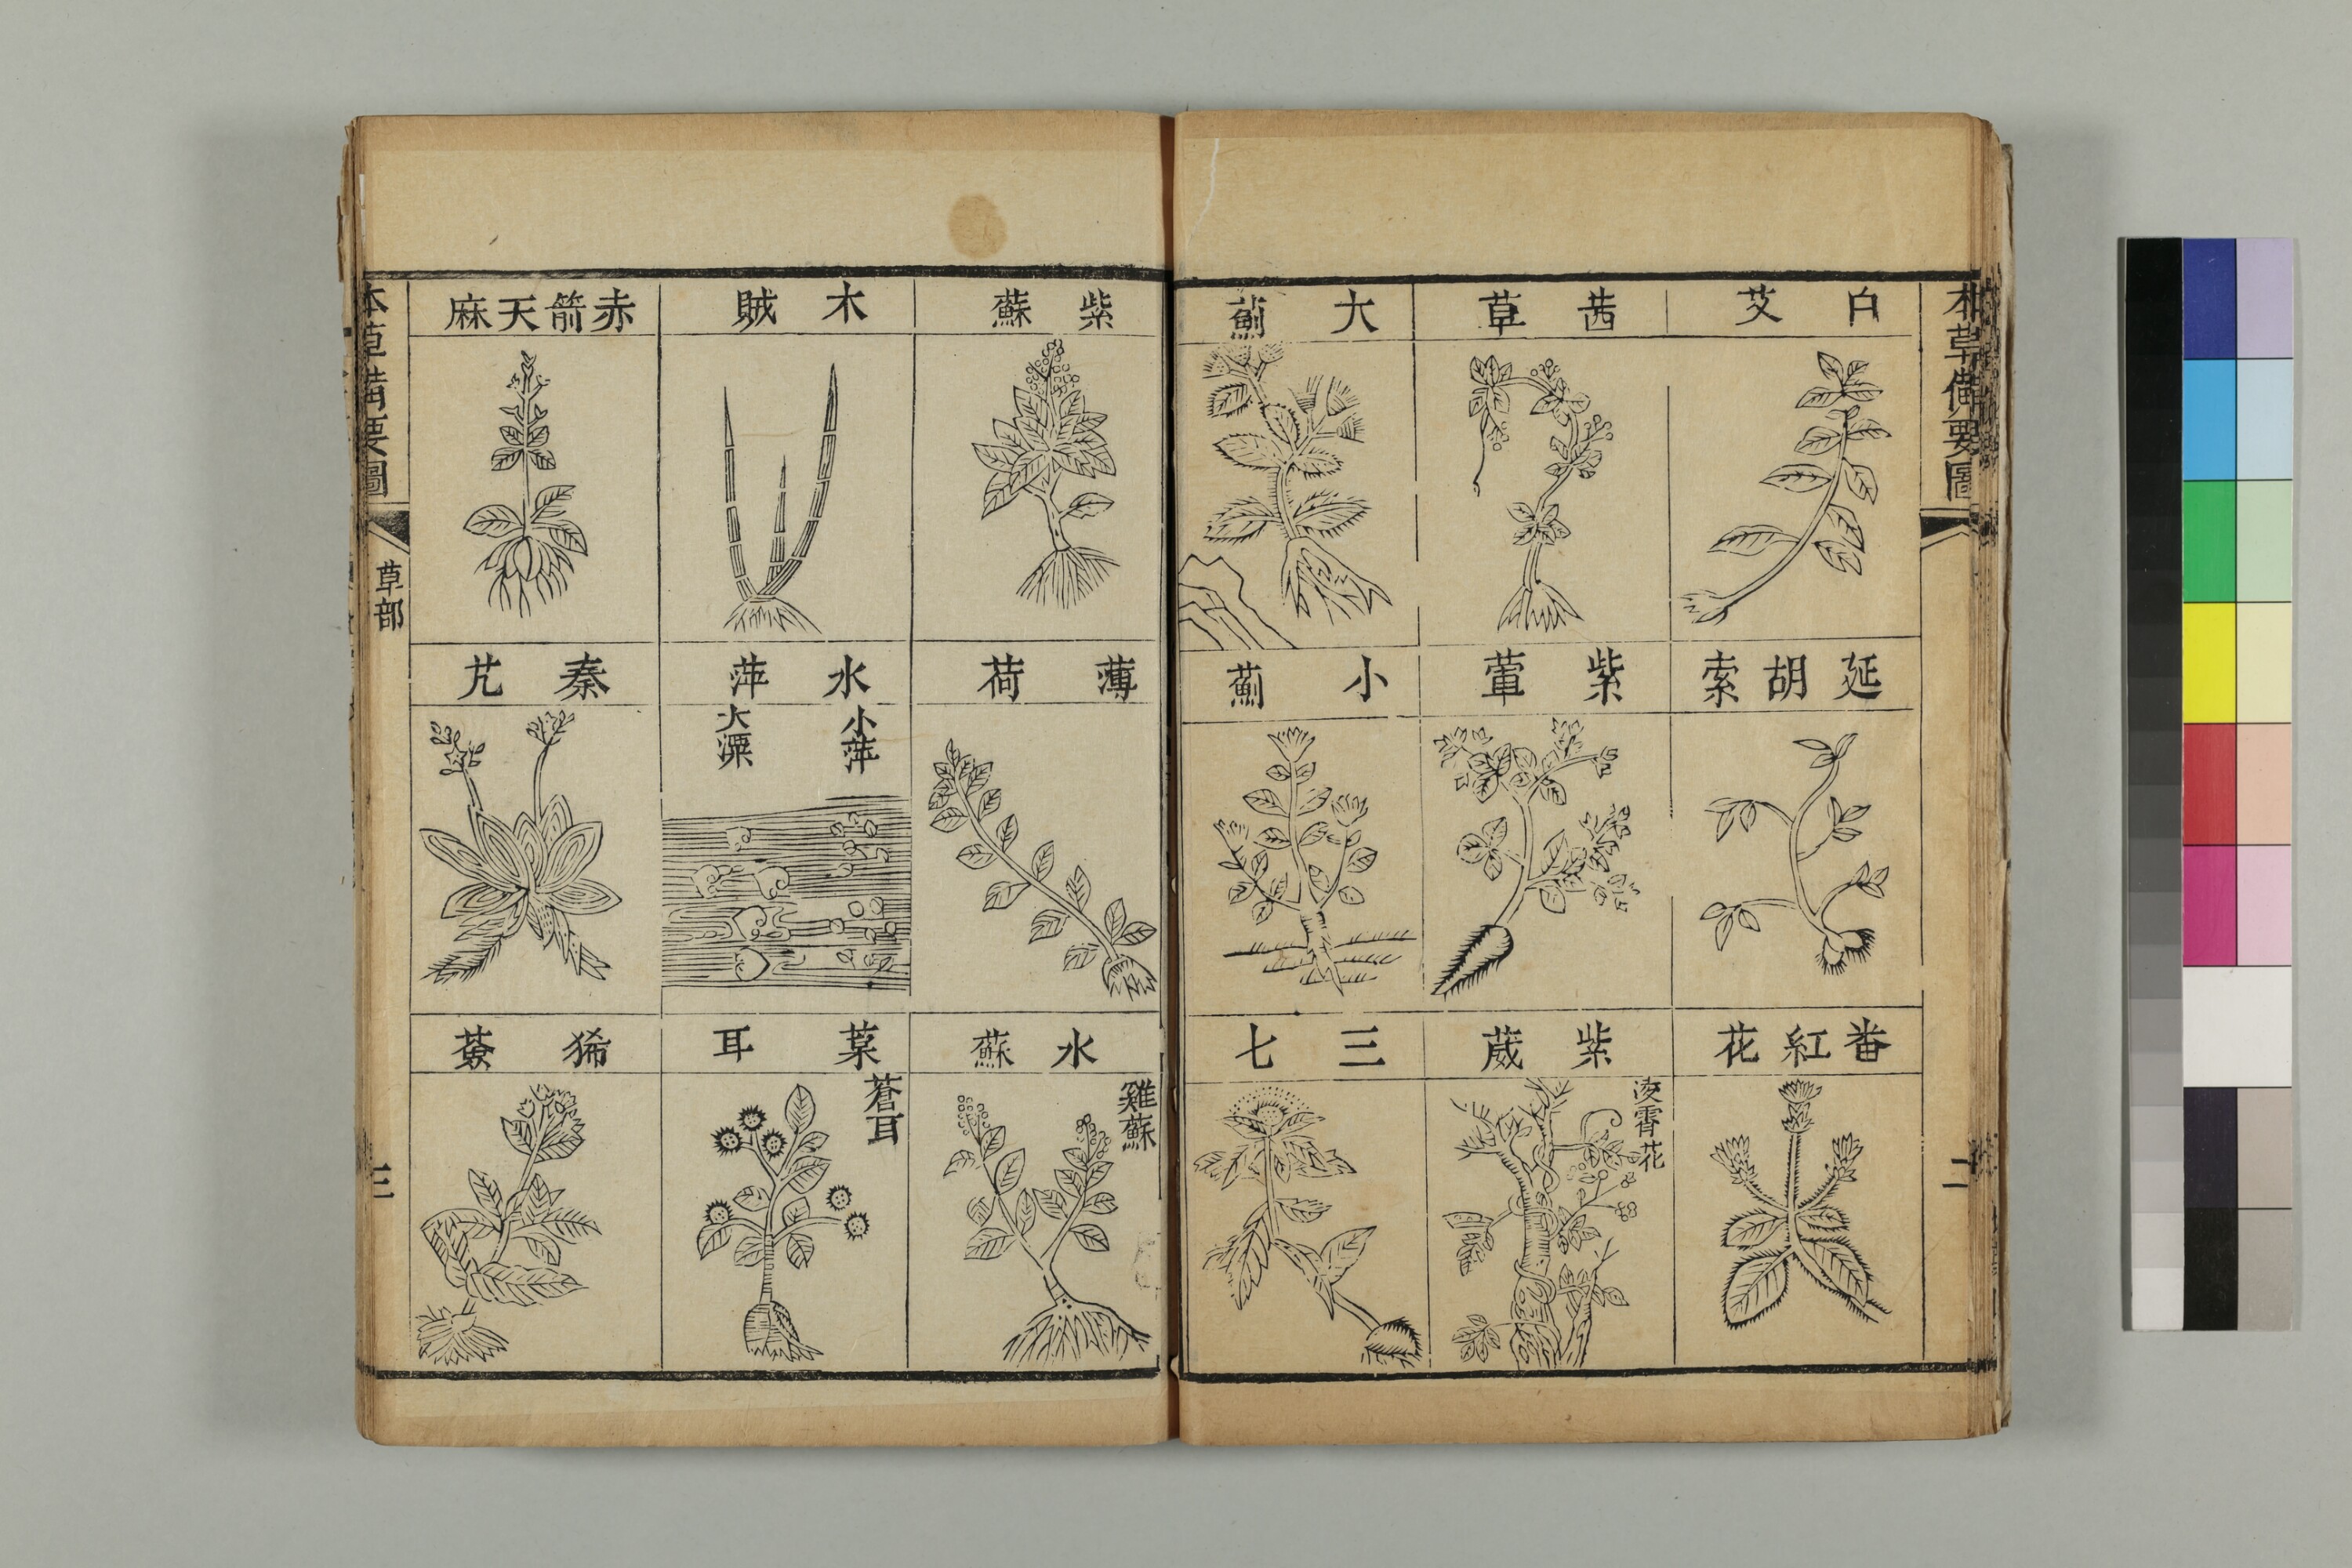 本草備要圖
二
白艾
茜草
大薊
延胡索
紫葍
小薊
番紅花
紫葳
凌霄花
三七
紫蘇
木賊
赤箭天麻
薄荷
水萍
小萍
大薸
秦艽
水蘇
雞蘇
葈耳
蒼耳
豨薟
本草備要圖
草部
三